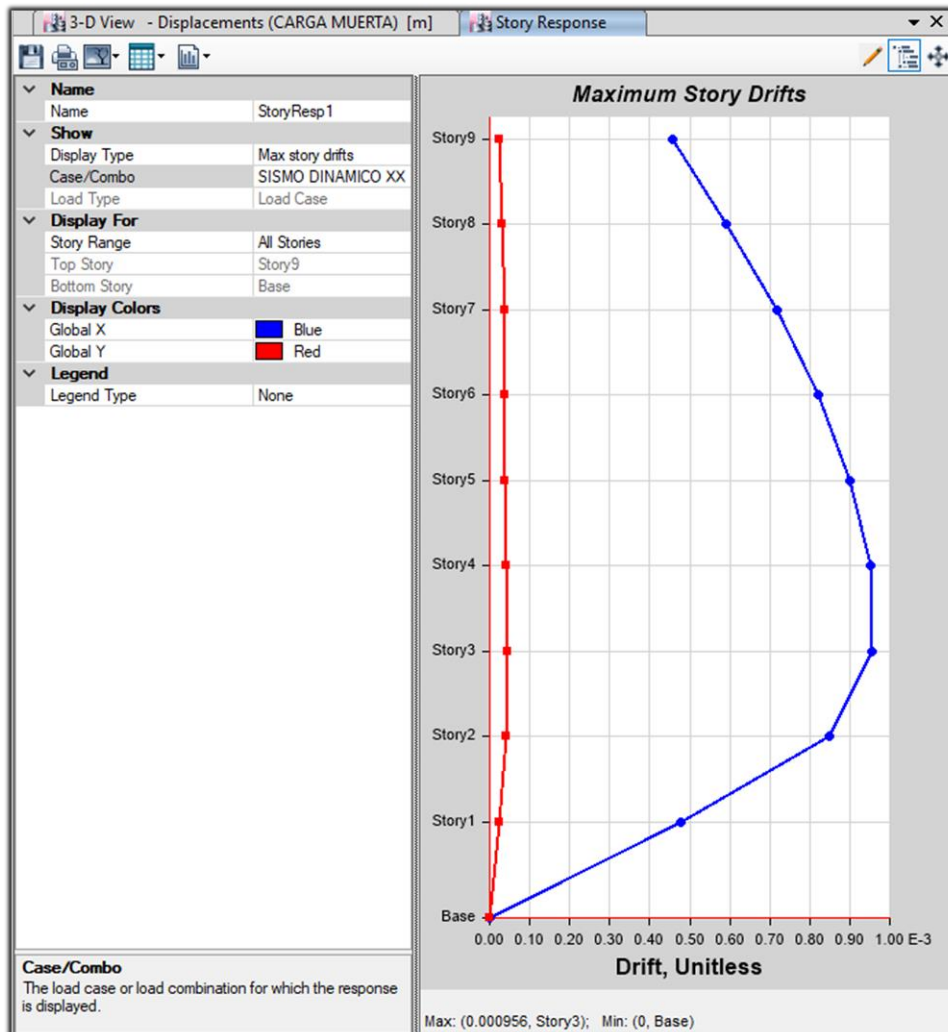 3-D View - Displacements (CARGA MUERTA) [m]
Story Response
Name
Name StoryResp1
Show
Display Type Max story drifts
Case/Combo SISMO DINAMICO XX
Load Type Load Case
Display For
Story Range All Stories
Top Story Story9
Bottom Story Base
Display Colors
Global X Blue
Global Y Red
Legend
Legend Type None
Case/Combo
The load case or load combination for which the response
is displayed.
Maximum Story Drifts
Story9
Story8
Story7
Story6
Story5
Story4
Story3
Story2
Story1
Base
0.00 0.10 0.20 0.30 0.40 0.50 0.60 0.70 0.80 0.90 1.00 E-3
Drift, Unitless
Max: (0.000956, Story3); Min: (0, Base)